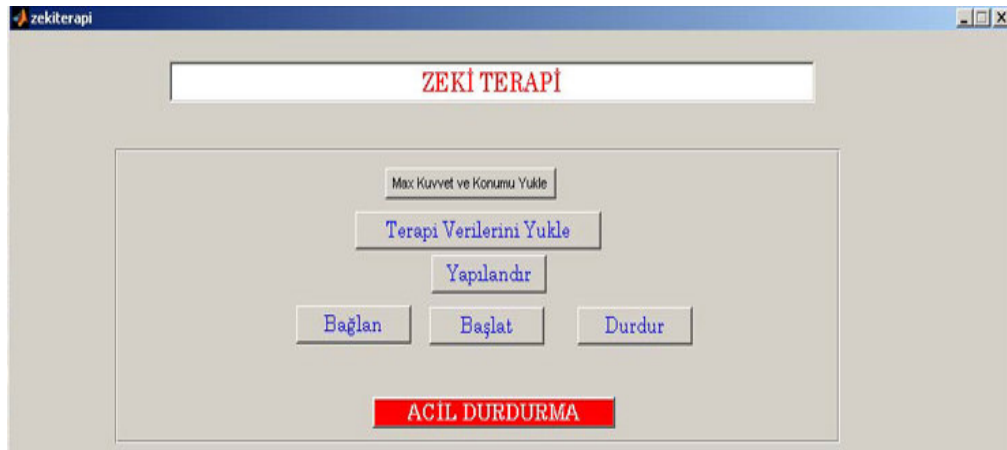 zekiterapi
ZEKİ TERAPİ
Max Kuvvet ve Konumu Yukle
Terapi Verilerini Yukle
Yapılandır
Bağlan Başlat Durdur
ACİL DURDURMA